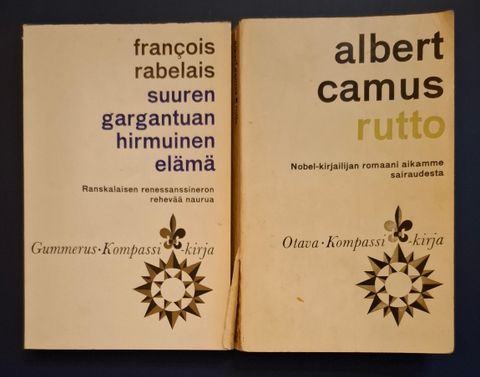 françois
rabelais
suuren
gargantuan
hirmuinen
elämä
Ranskalaisen renessanssineron
rehevää naurua
Gummerus · Kompassi -kirja
albert
camus
rutto
Nobel-kirjailijan romaani aikamme
sairaudesta
Otava · Kompassi -kirja